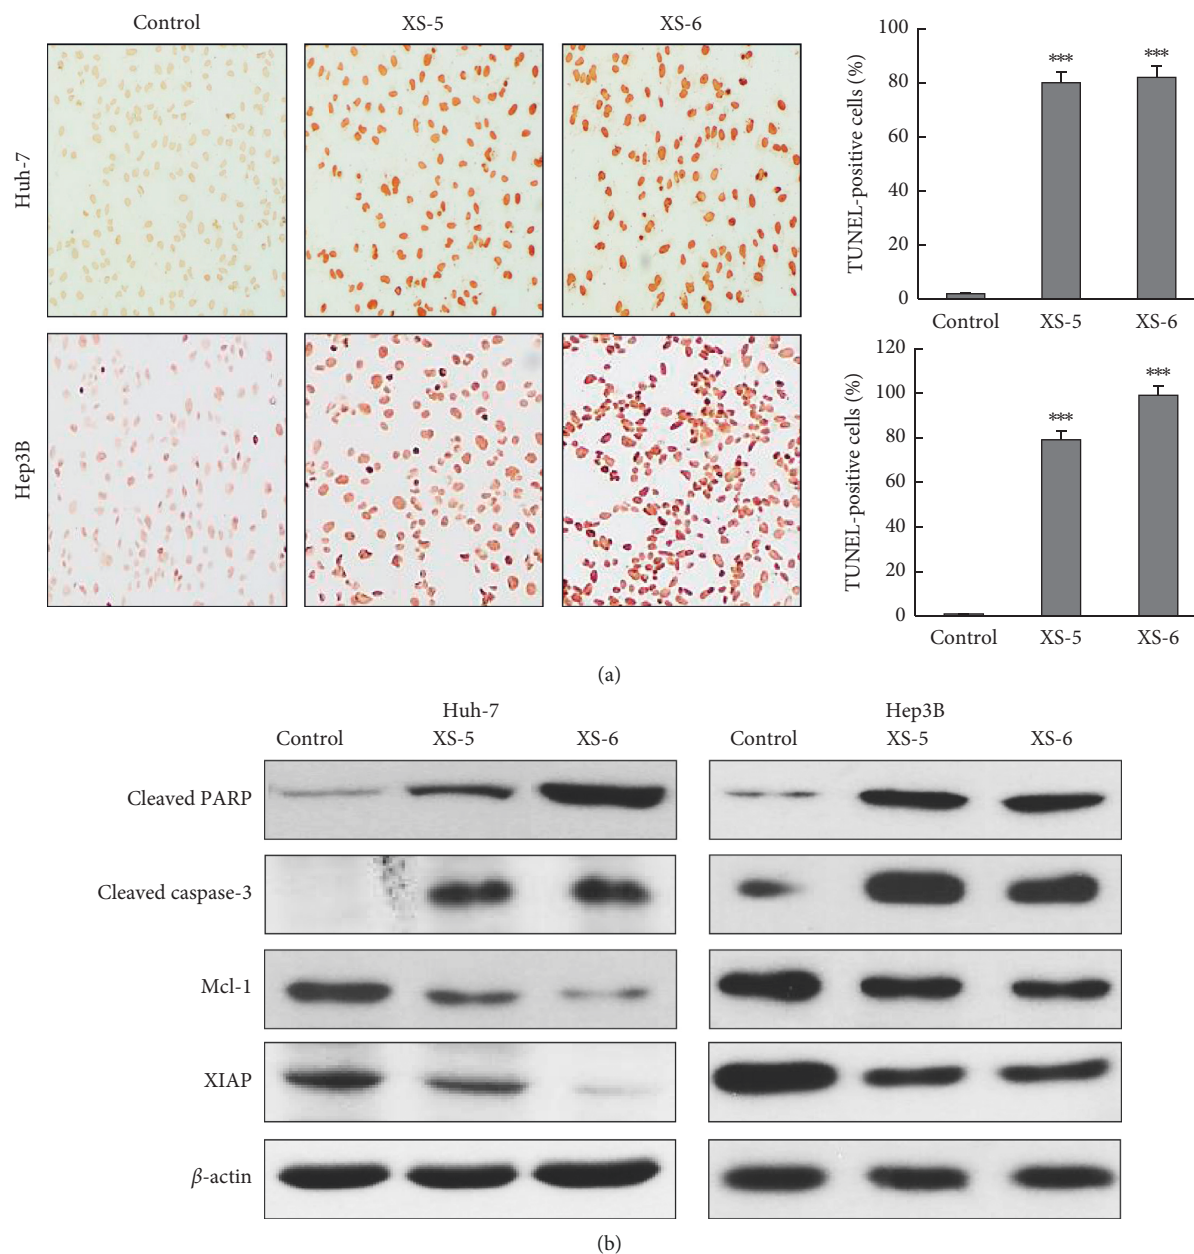 Control XS-5 XS-6
Huh-7
Hep3B
TUNEL-positive cells (%)
100
80
60
40
20
0
*** ***
Control XS-5 XS-6
TUNEL-positive cells (%)
120
100
80
60
40
20
0
*** ***
Control XS-5 XS-6
(a)
Huh-7 Hep3B
Control XS-5 XS-6 Control XS-5 XS-6
Cleaved PARP
Cleaved caspase-3
Mcl-1
XIAP
β-actin
(b)